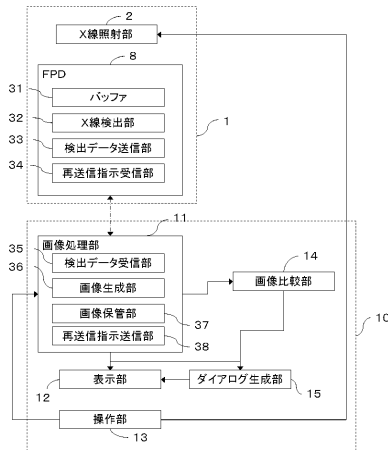 2
X線照射部
8
FPD
31
バッファ
32
X線検出部
33
検出データ送信部
34
再送信指示受信部
1
11
画像処理部
35
検出データ受信部
36
画像生成部
画像保管部
37
再送信指示送信部
38
14
画像比較部
10
表示部
12
ダイアログ生成部
15
操作部
13